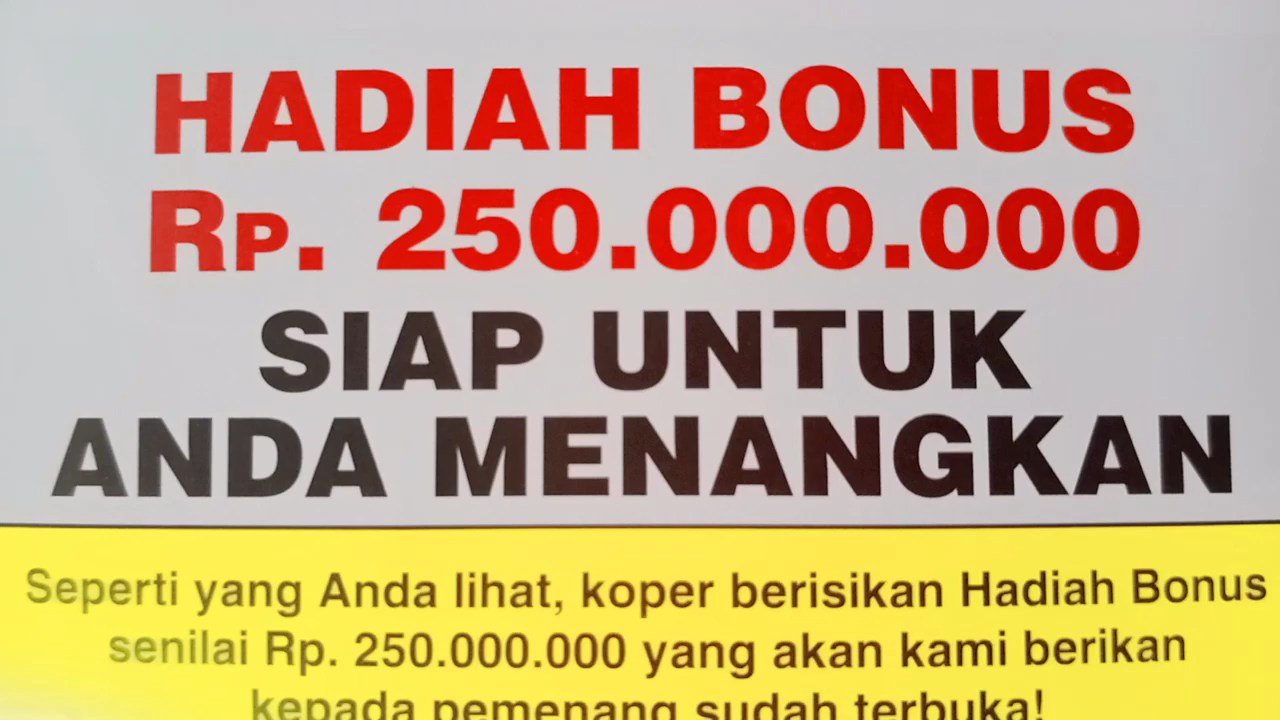 HADIAH BONUS
RP. 250.000.000
SIAP UNTUK
ANDA MENANGKAN
Seperti yang Anda lihat, koper berisikan Hadiah Bonus
senilai Rp. 250.000.000 yang akan kami berikan
kepada pemenang sudah terbuka!